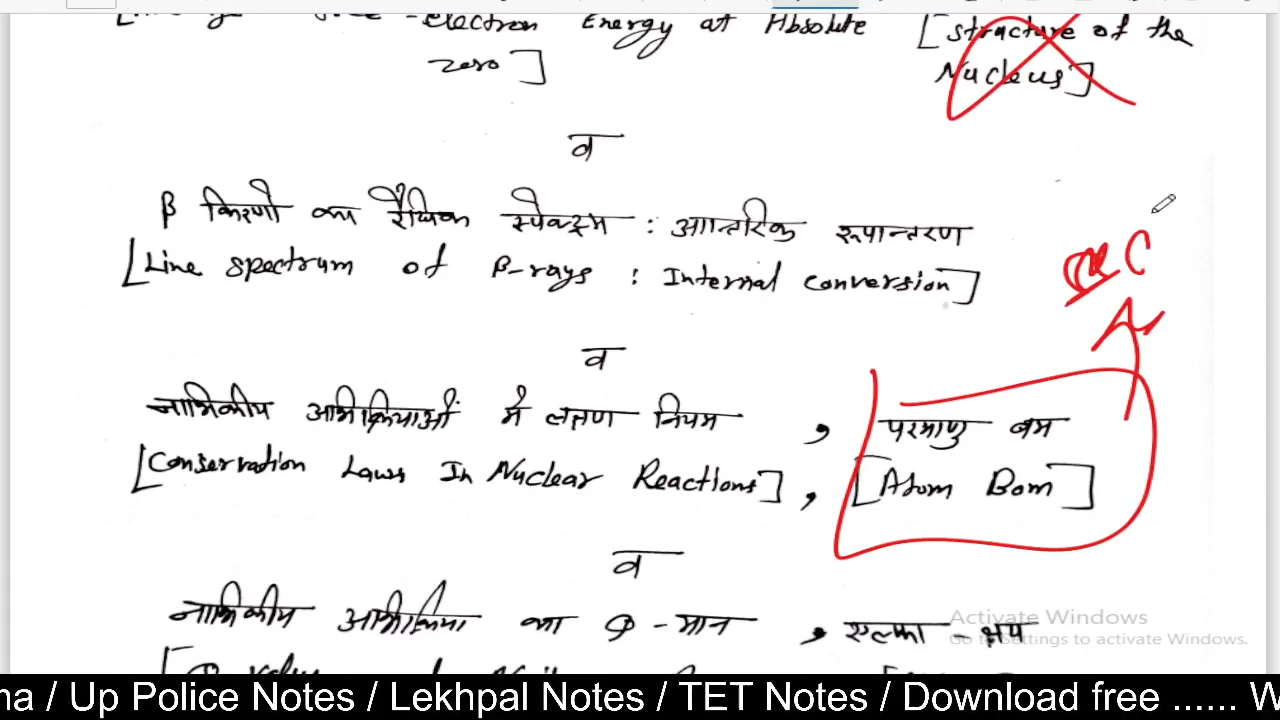 - electron Energy at Absolute [structure of the
zero] Nucleus]
व
β किरणों का रैखिक स्पेक्ट्रम : आन्तरिक रूपान्तरण
[Line spectrum of β-rays : Internal conversion]
व
नाभिकीय अभिक्रियाओं में लक्षण नियम , परमाणु बम
[Conservation Laws In Nuclear Reactions] , [Atom Bom]
व
नाभिकीय अभिक्रिया का Q - मान , एल्फा - क्षय
Activate Windows
Go to Settings to activate Windows.
na / Up Police Notes / Lekhpal Notes / TET Notes / Download free ...... W